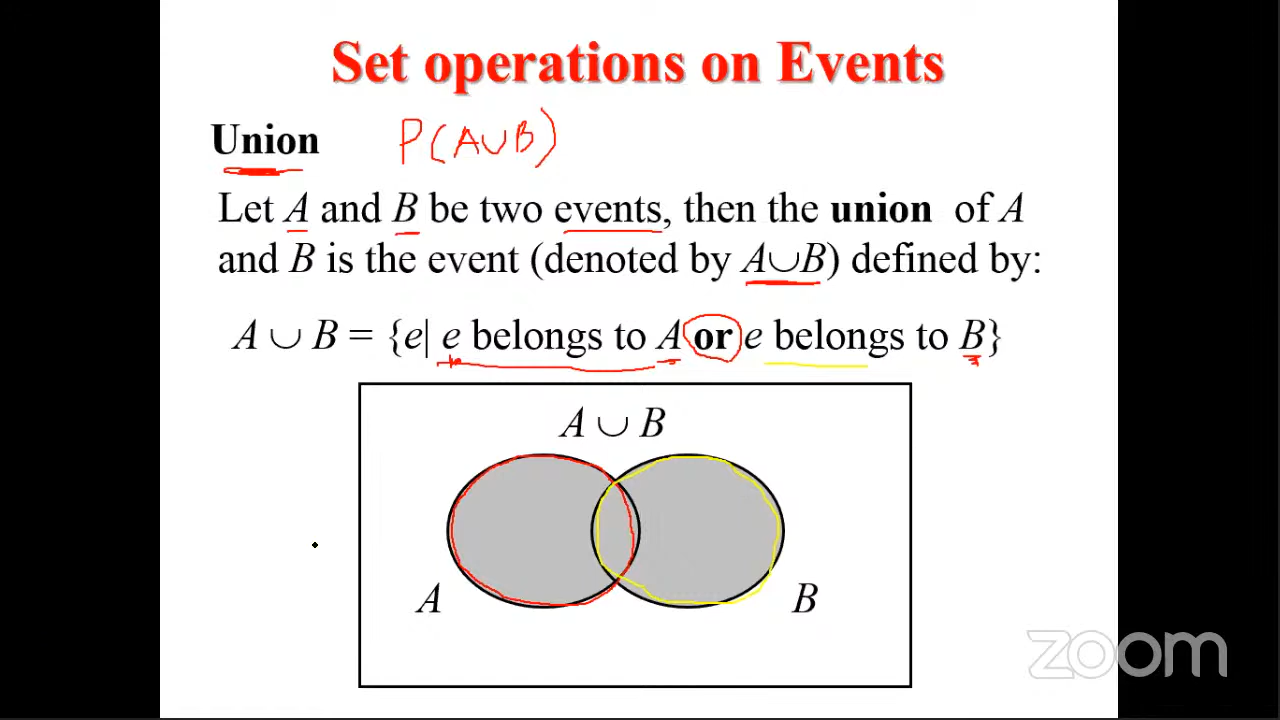 Set operations on Events
Union P(A∪B)
Let A and B be two events, then the union of A
and B is the event (denoted by A∪B) defined by:
A ∪ B = {e| e belongs to A or e belongs to B}
A ∪ B
A B
zoom